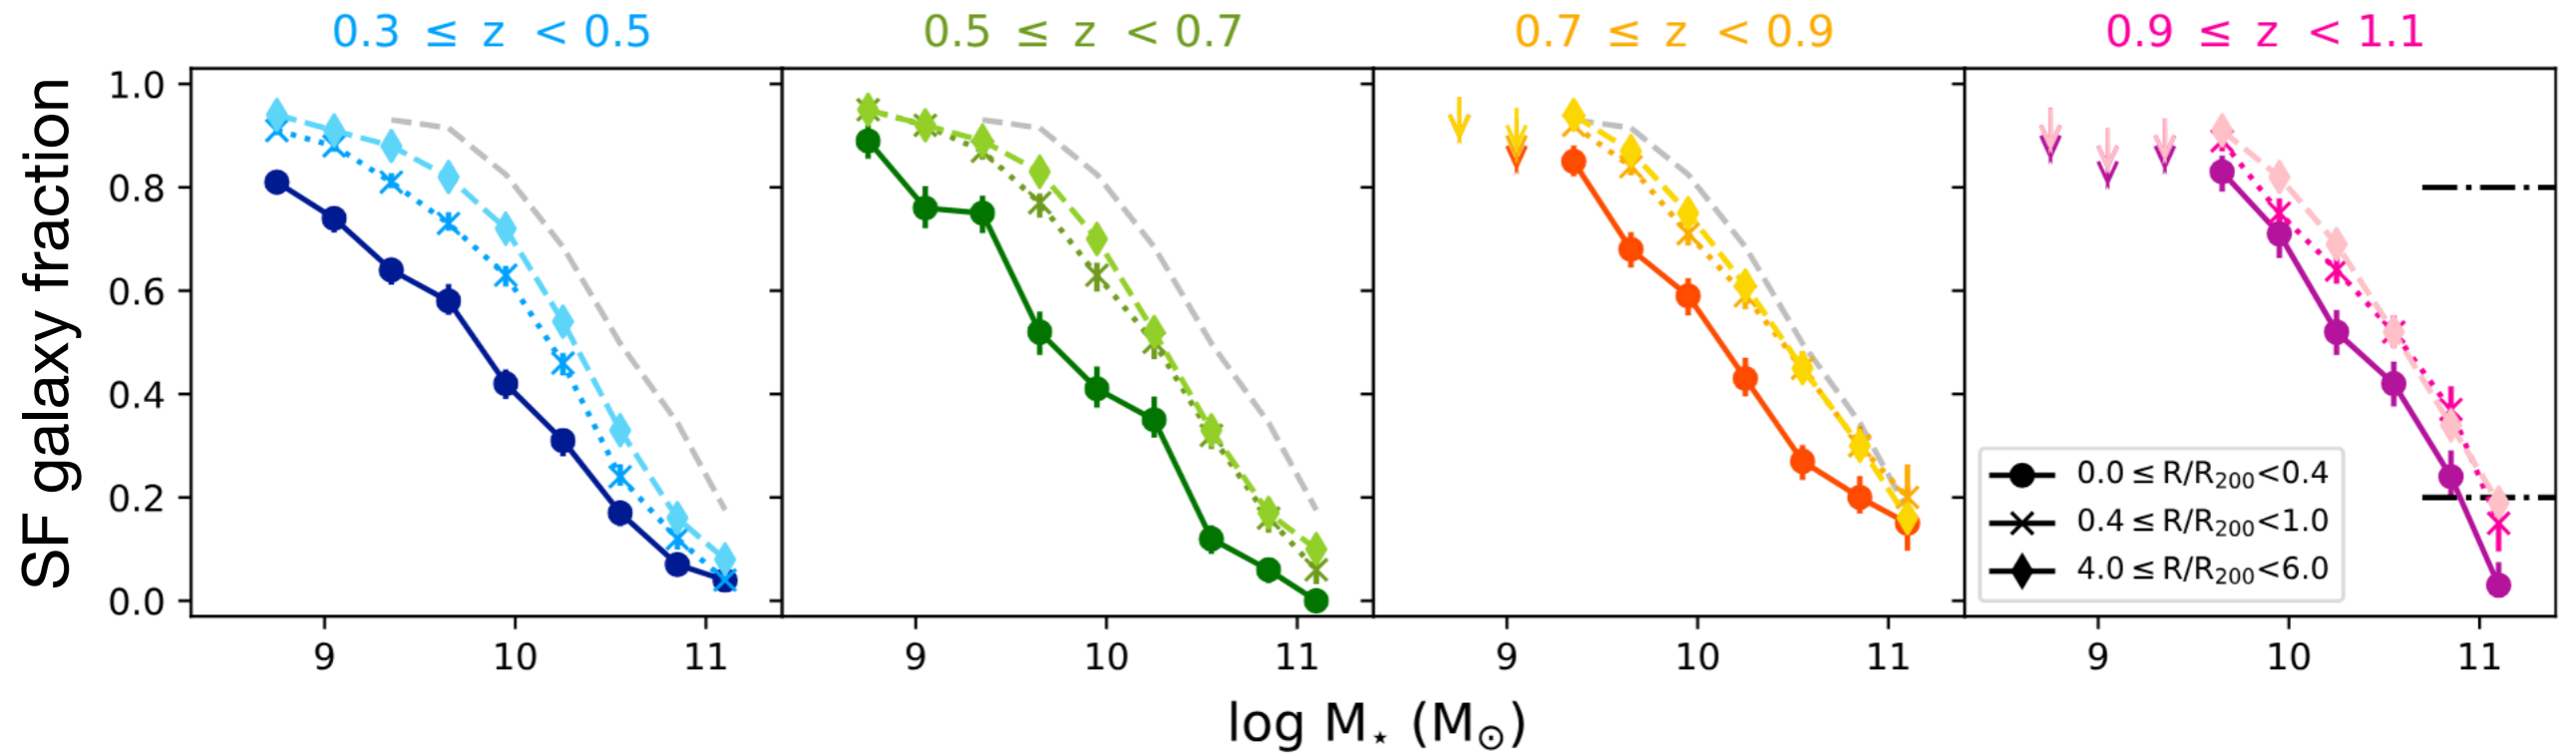 0.3 ≤ z < 0.5
0.5 ≤ z < 0.7
0.7 ≤ z < 0.9
0.9 ≤ z < 1.1
SF galaxy fraction
1.0
0.8
0.6
0.4
0.2
0.0
0.0≤R/R₂₀₀<0.4
0.4≤R/R₂₀₀<1.0
4.0≤R/R₂₀₀<6.0
9 10 11
9 10 11
9 10 11
9 10 11
log M⋆ (M⊙)